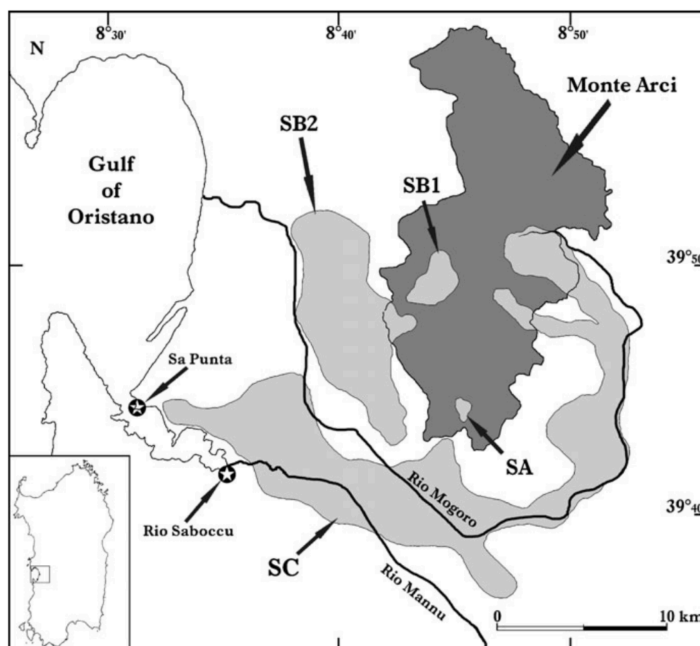 8°30'
8°40'
8°50'
N
Monte Arci
SB2
SB1
Gulf
of
Oristano
39°50
Sa Punta
SA
Rio Mogoro
39°40
Rio Saboccu
SC
Rio Mannu
0
10 km